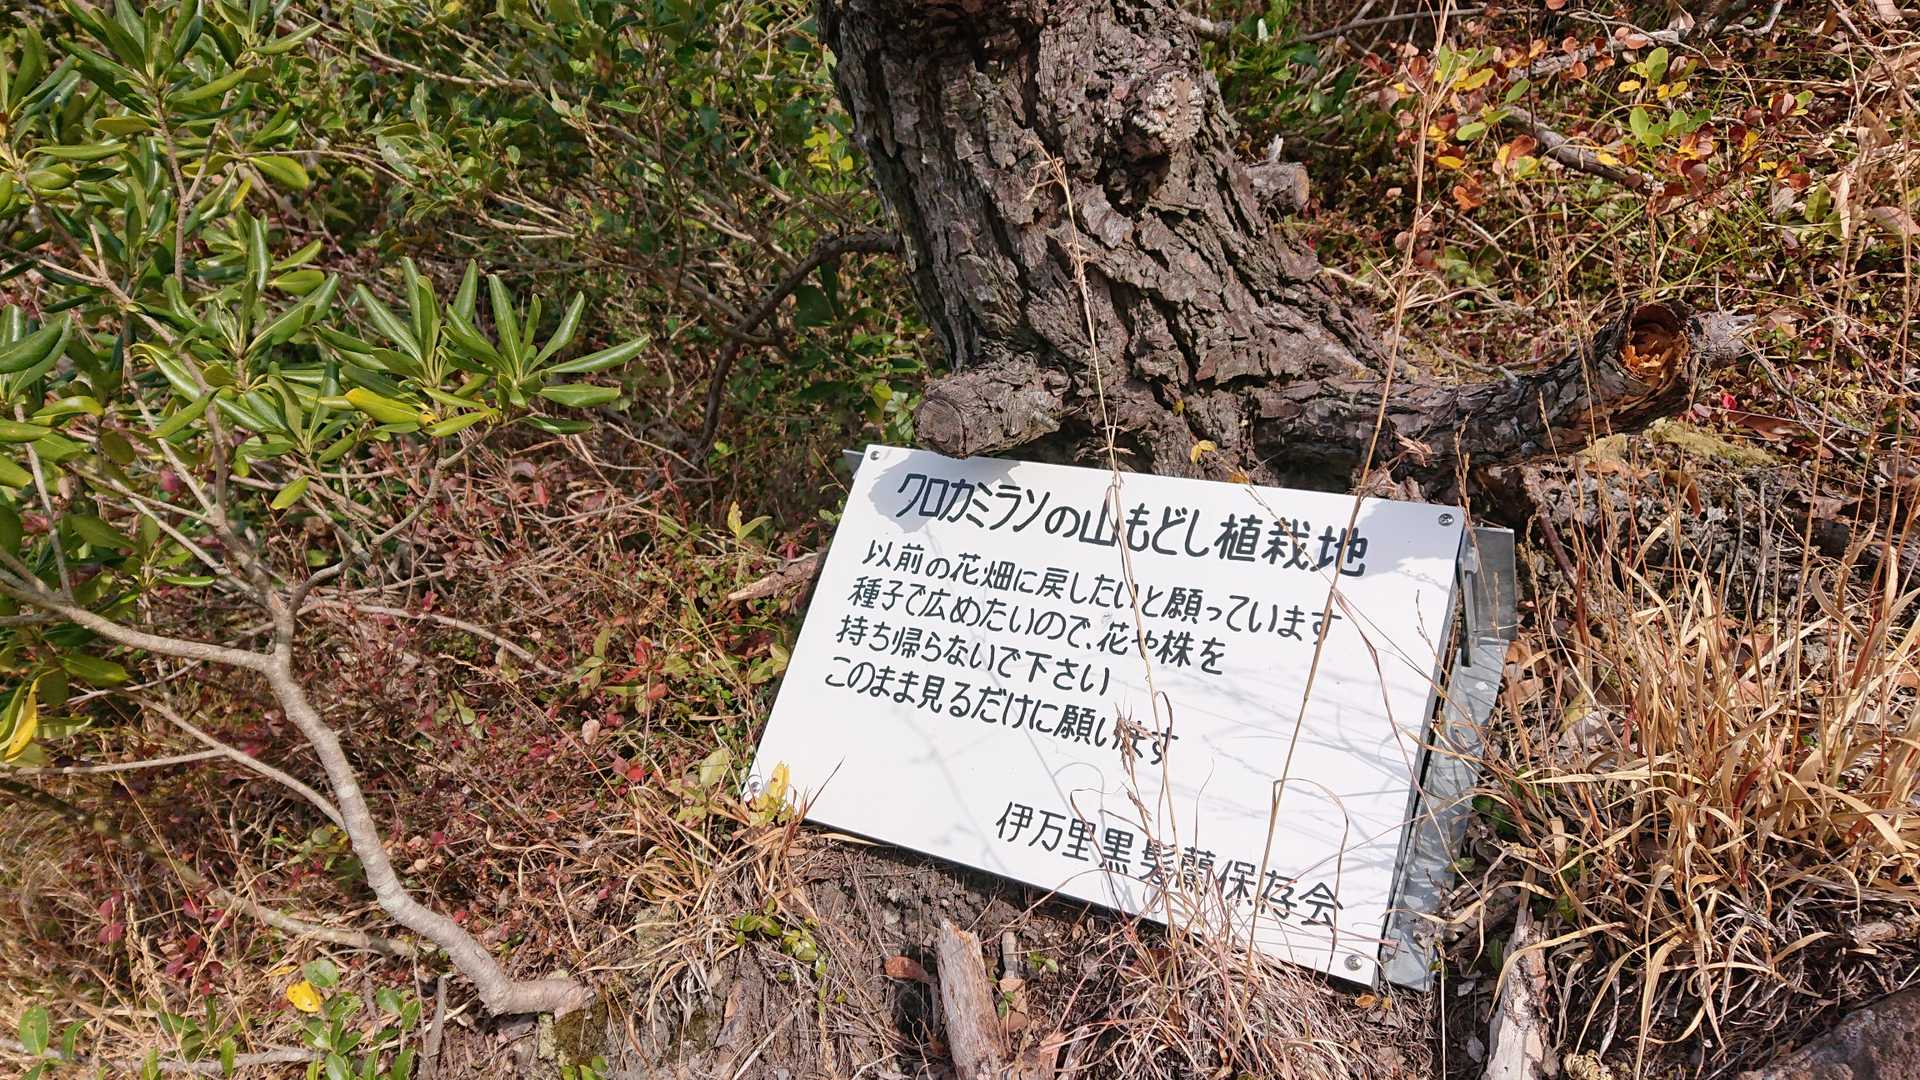 クロカミランの山もどし植栽地
以前の花畑に戻したいと願っています
種子で広めたいので、花や株を
持ち帰らないで下さい
このまま見るだけに願います
伊万里黒髪蘭保存会